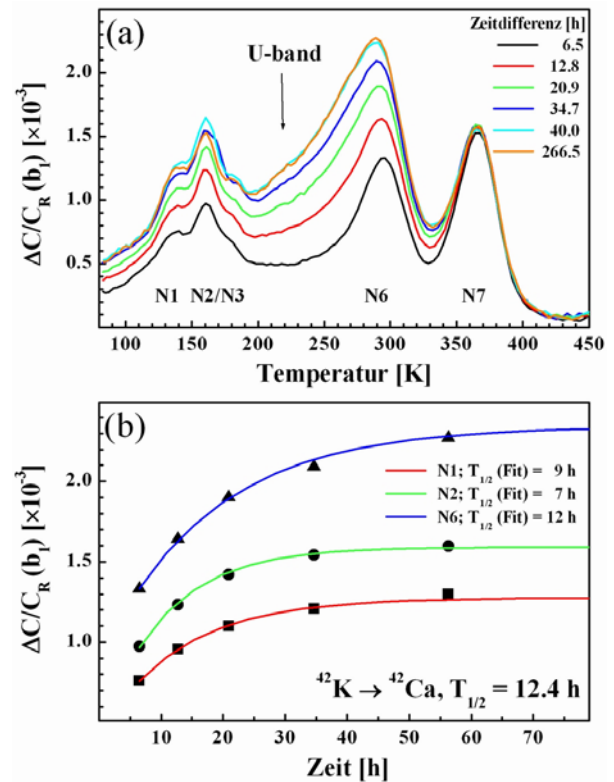 (a)
U-band
Zeitdifferenz [h]
6.5
12.8
20.9
34.7
40.0
266.5
ΔC/C_R (b_l) [×10⁻³]
2.0
1.5
1.0
0.5
N1 N2/N3 N6 N7
100 150 200 250 300 350 400 450
Temperatur [K]
(b)
ΔC/C_R (b_l) [×10⁻³]
2.0
1.5
1.0
N1; T_1/2 (Fit) = 9 h
N2; T_1/2 (Fit) = 7 h
N6; T_1/2 (Fit) = 12 h
⁴²K → ⁴²Ca, T_1/2 = 12.4 h
10 20 30 40 50 60 70
Zeit [h]